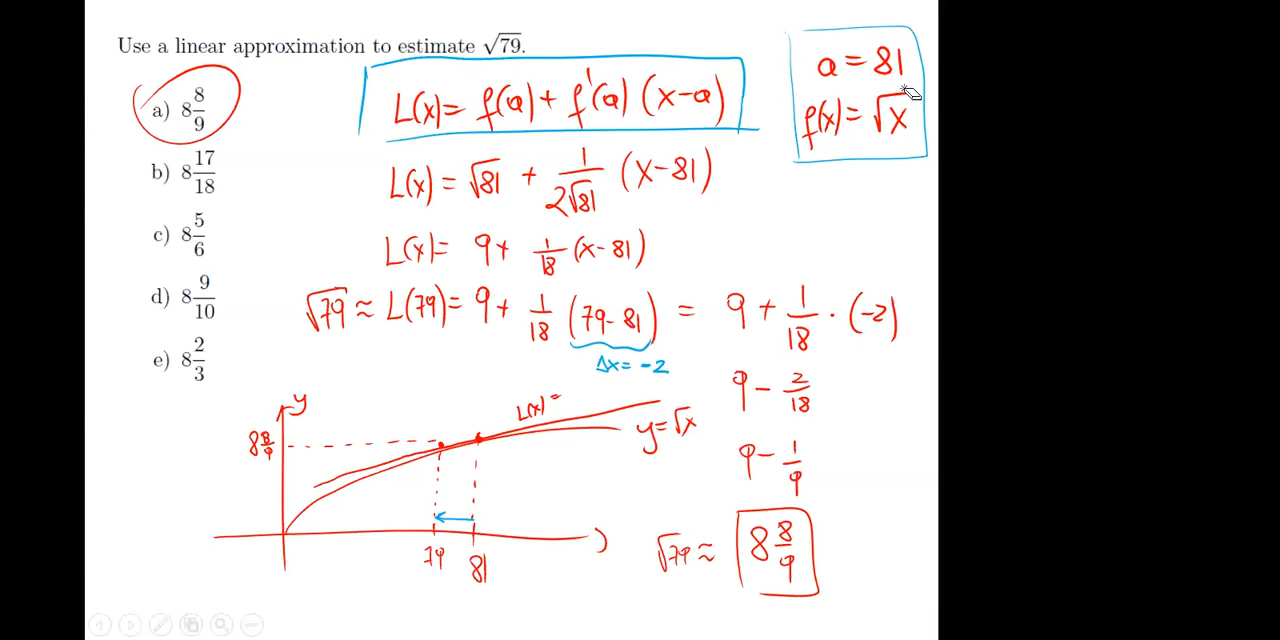 Use a linear approximation to estimate √79.
a) 8 8/9
b) 8 17/18
c) 8 5/6
d) 8 9/10
e) 8 2/3
L(x) = f(a) + f'(a) (x-a)
a = 81
f(x) = √x
L(x) = √81 + 1/(2√81) (x-81)
L(x) = 9 + 1/18 (x-81)
√79 ≈ L(79) = 9 + 1/18 (79-81) = 9 + 1/18 · (-2)
Δx = -2
9 - 2/18
9 - 1/9
√79 ≈ 8 8/9
y
L(x) =
y = √x
8 8/9
79
81